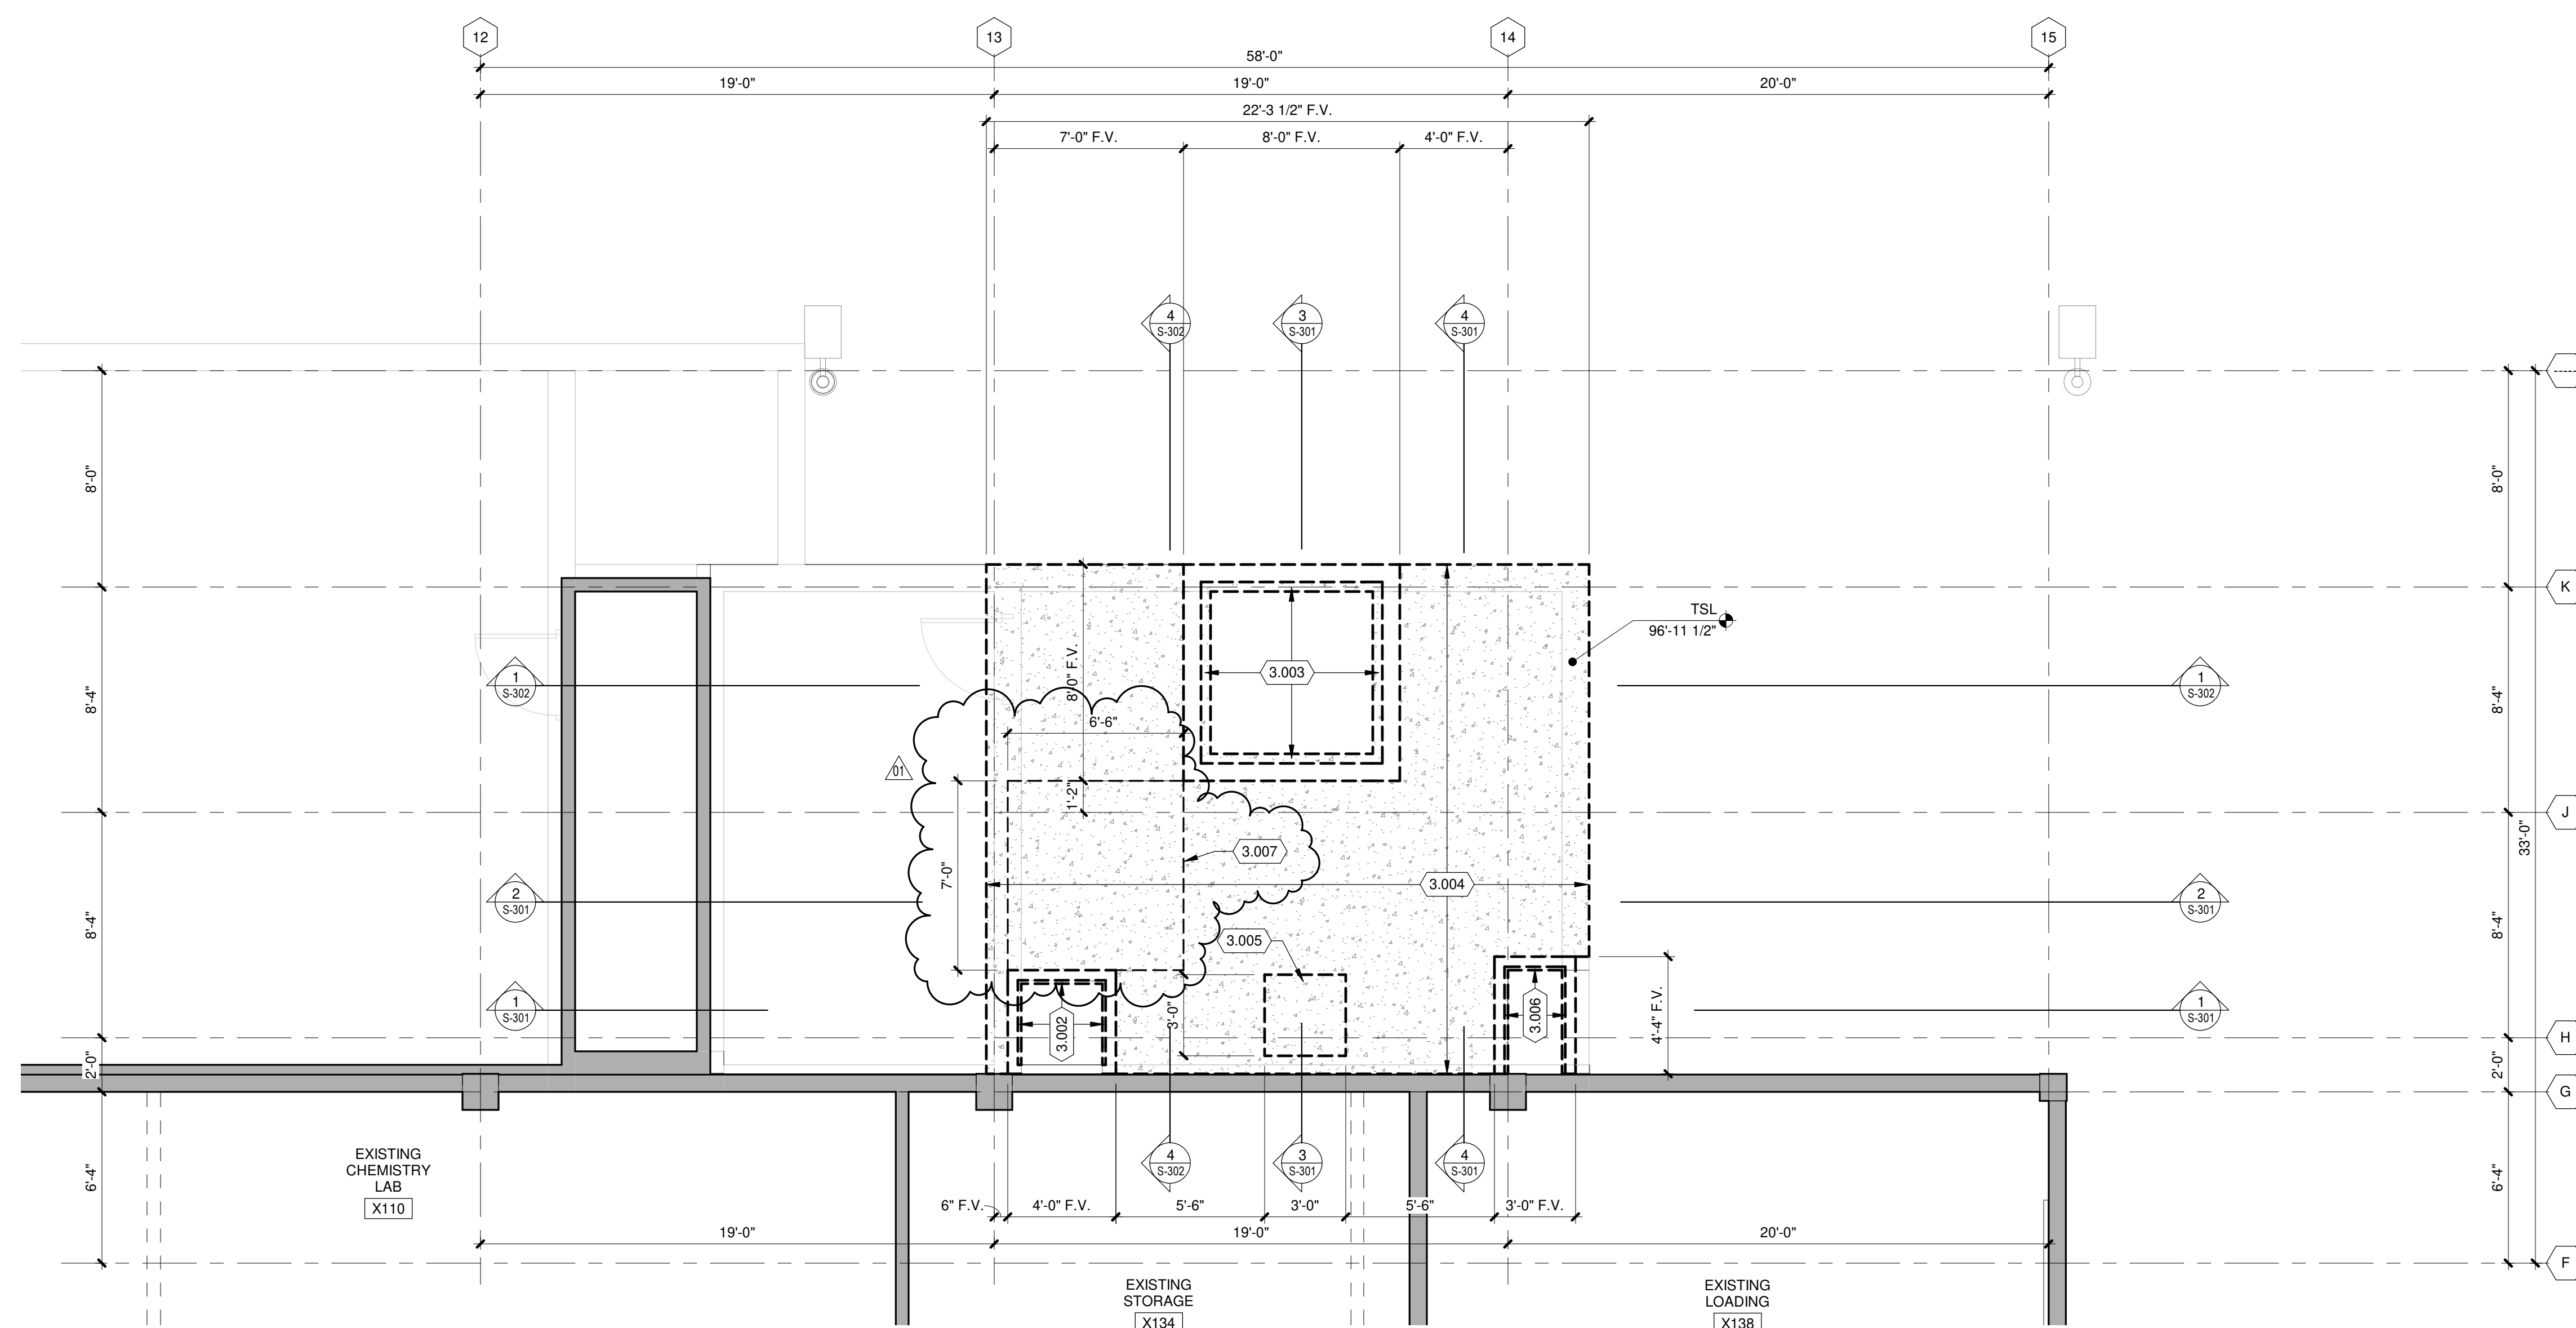 12
13
14
15
58'-0"
19'-0"
19'-0"
20'-0"
22'-3 1/2" F.V.
7'-0" F.V.
8'-0" F.V.
4'-0" F.V.
4
S-302
3
S-301
4
S-301
8'-0"
8'-0"
K
TSL
96'-11 1/2"
8'-0" F.V.
3.003
1
S-302
1
S-302
8'-4"
8'-4"
6'-6"
01
1'-2"
J
33'-0"
3.007
7'-0"
3.004
2
S-301
2
S-301
8'-4"
8'-4"
3.005
1
S-301
3.002
3'-0"
3.006
4'-4" F.V.
1
S-301
H
2'-0"
2'-0"
G
EXISTING
CHEMISTRY
LAB
X110
4
S-302
3
S-301
4
S-301
6'-4"
6'-4"
6" F.V.
4'-0" F.V.
5'-6"
3'-0"
5'-6"
3'-0" F.V.
19'-0"
19'-0"
20'-0"
F
EXISTING
STORAGE
X134
EXISTING
LOADING
X138